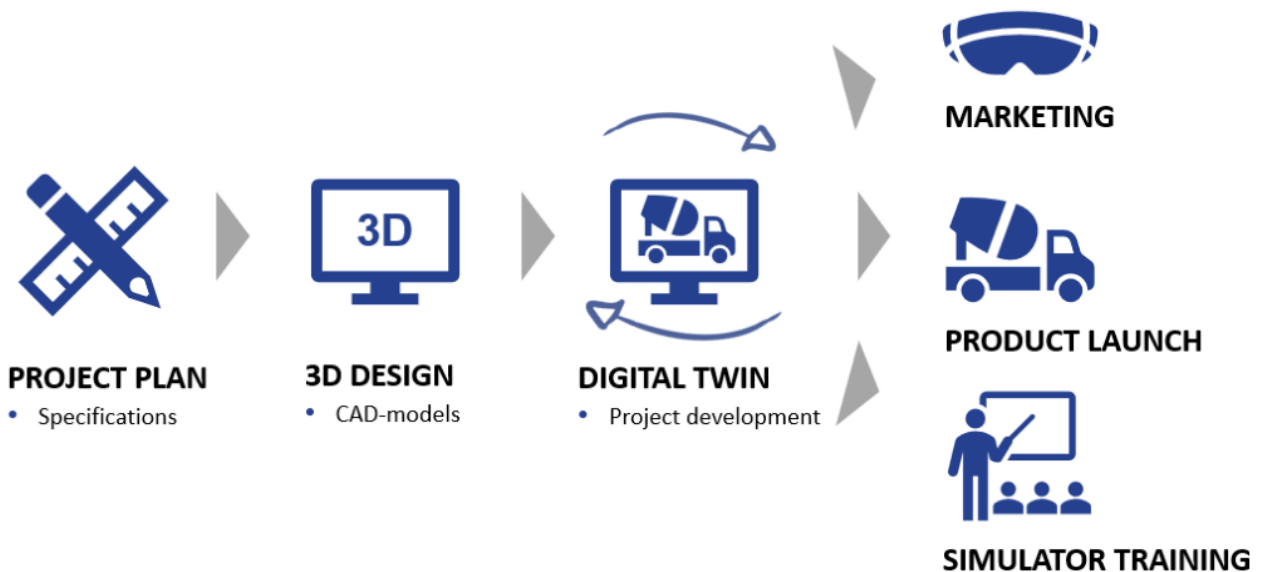 PROJECT PLAN
• Specifications
3D
3D DESIGN
• CAD-models
DIGITAL TWIN
• Project development
MARKETING
PRODUCT LAUNCH
SIMULATOR TRAINING